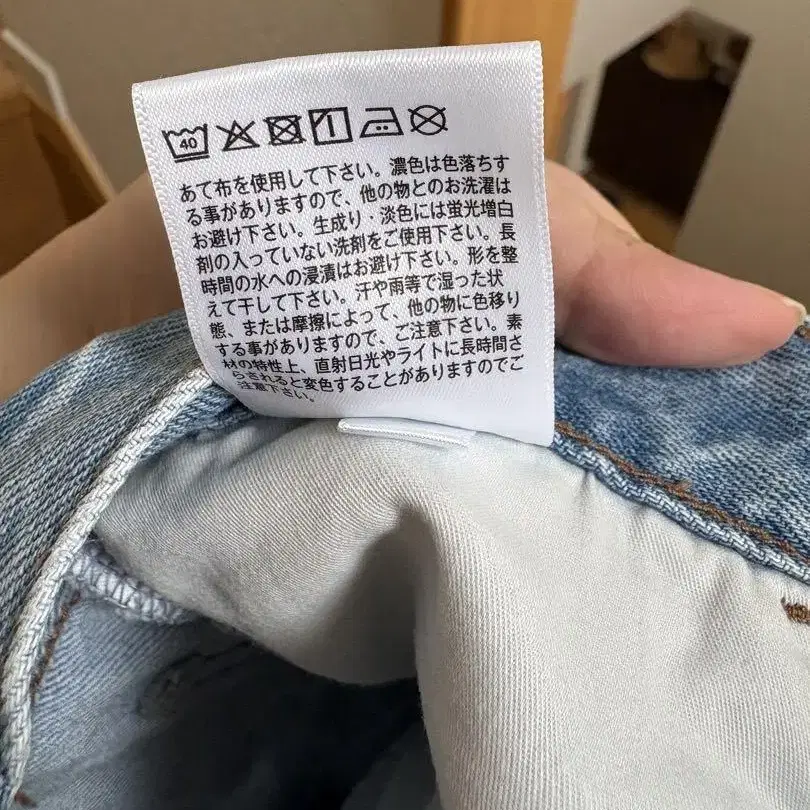 40
あて布を使用して下さい。濃色は色落ちす
る事がありますので、他の物とのお洗濯は
お避け下さい。生成り・淡色には蛍光増白
剤の入っていない洗剤をご使用下さい。長
時間の水への浸漬はお避け下さい。形を整
えて干して下さい。汗や雨等で湿った状
態、または摩擦によって、他の物に色移り
する事がありますので、ご注意下さい。素
材の特性上、直射日光やライトに長時間さ
らされると変色することがありますのでご
注意下さい。